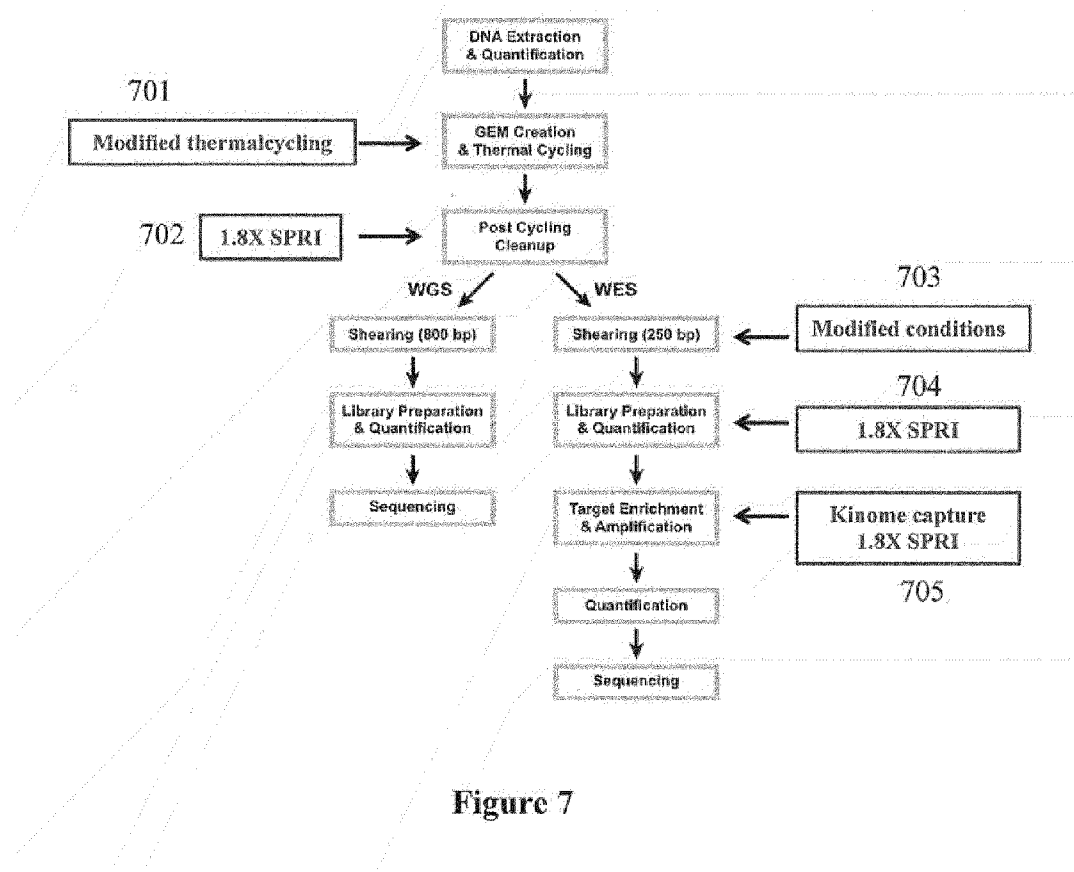 DNA Extraction
& Quantification
701
Modified thermalcycling
GEM Creation
& Thermal Cycling
702
1.8X SPRI
Post Cycling
Cleanup
WGS
WES
703
Shearing (800 bp)
Shearing (250 bp)
Modified conditions
704
Library Preparation
& Quantification
Library Preparation
& Quantification
1.8X SPRI
Sequencing
Target Enrichment
& Amplification
Kinome capture
1.8X SPRI
705
Quantification
Sequencing
Figure 7